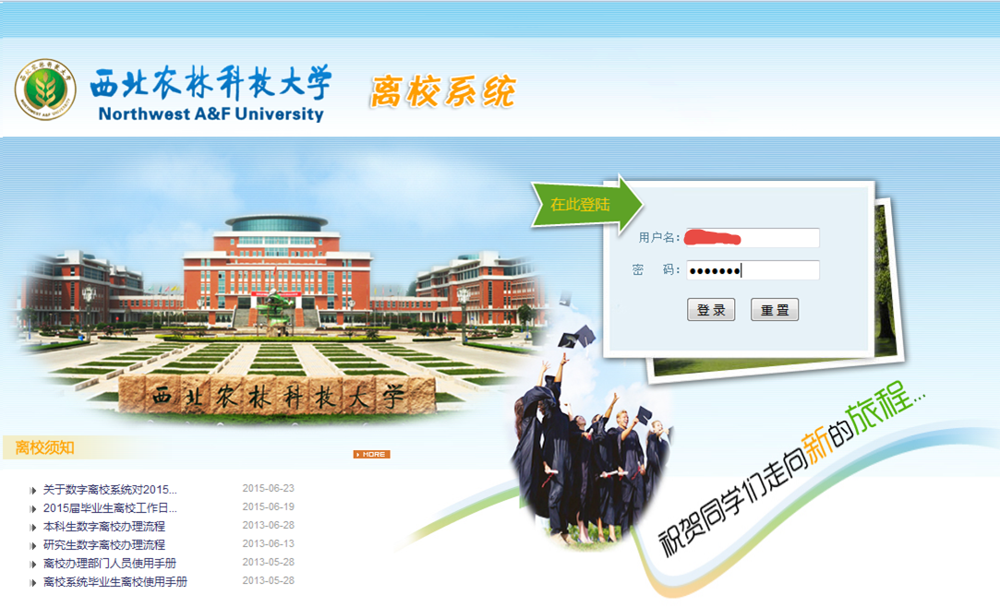 西北农林科技大学
Northwest A&F University
离校系统
在此登陆
用户名:
密 码:
●●●●●●●
登 录 重 置
西北农林科技大学
离校须知
MORE
关于数字离校系统对2015... 2015-06-23
2015届毕业生离校工作日... 2015-06-19
本科生数字离校办理流程 2013-06-28
研究生数字离校办理流程 2013-06-13
离校办理部门人员使用手册 2013-05-28
离校系统毕业生离校使用手册 2013-05-28
祝贺同学们走向新的旅程...